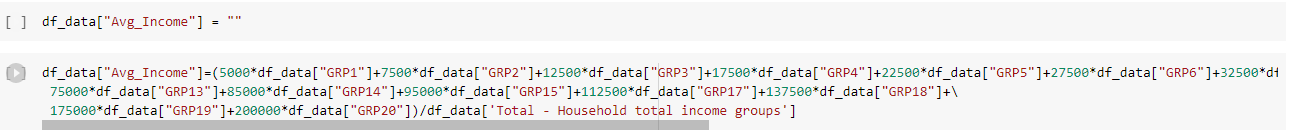 [ ] df_data["Avg_Income"] = ""
df_data["Avg_Income"]=(5000*df_data["GRP1"]+7500*df_data["GRP2"]+12500*df_data["GRP3"]+17500*df_data["GRP4"]+22500*df_data["GRP5"]+27500*df_data["GRP6"]+32500*df
75000*df_data["GRP13"]+85000*df_data["GRP14"]+95000*df_data["GRP15"]+112500*df_data["GRP17"]+137500*df_data["GRP18"]+\
175000*df_data["GRP19"]+200000*df_data["GRP20"])/df_data['Total - Household total income groups']